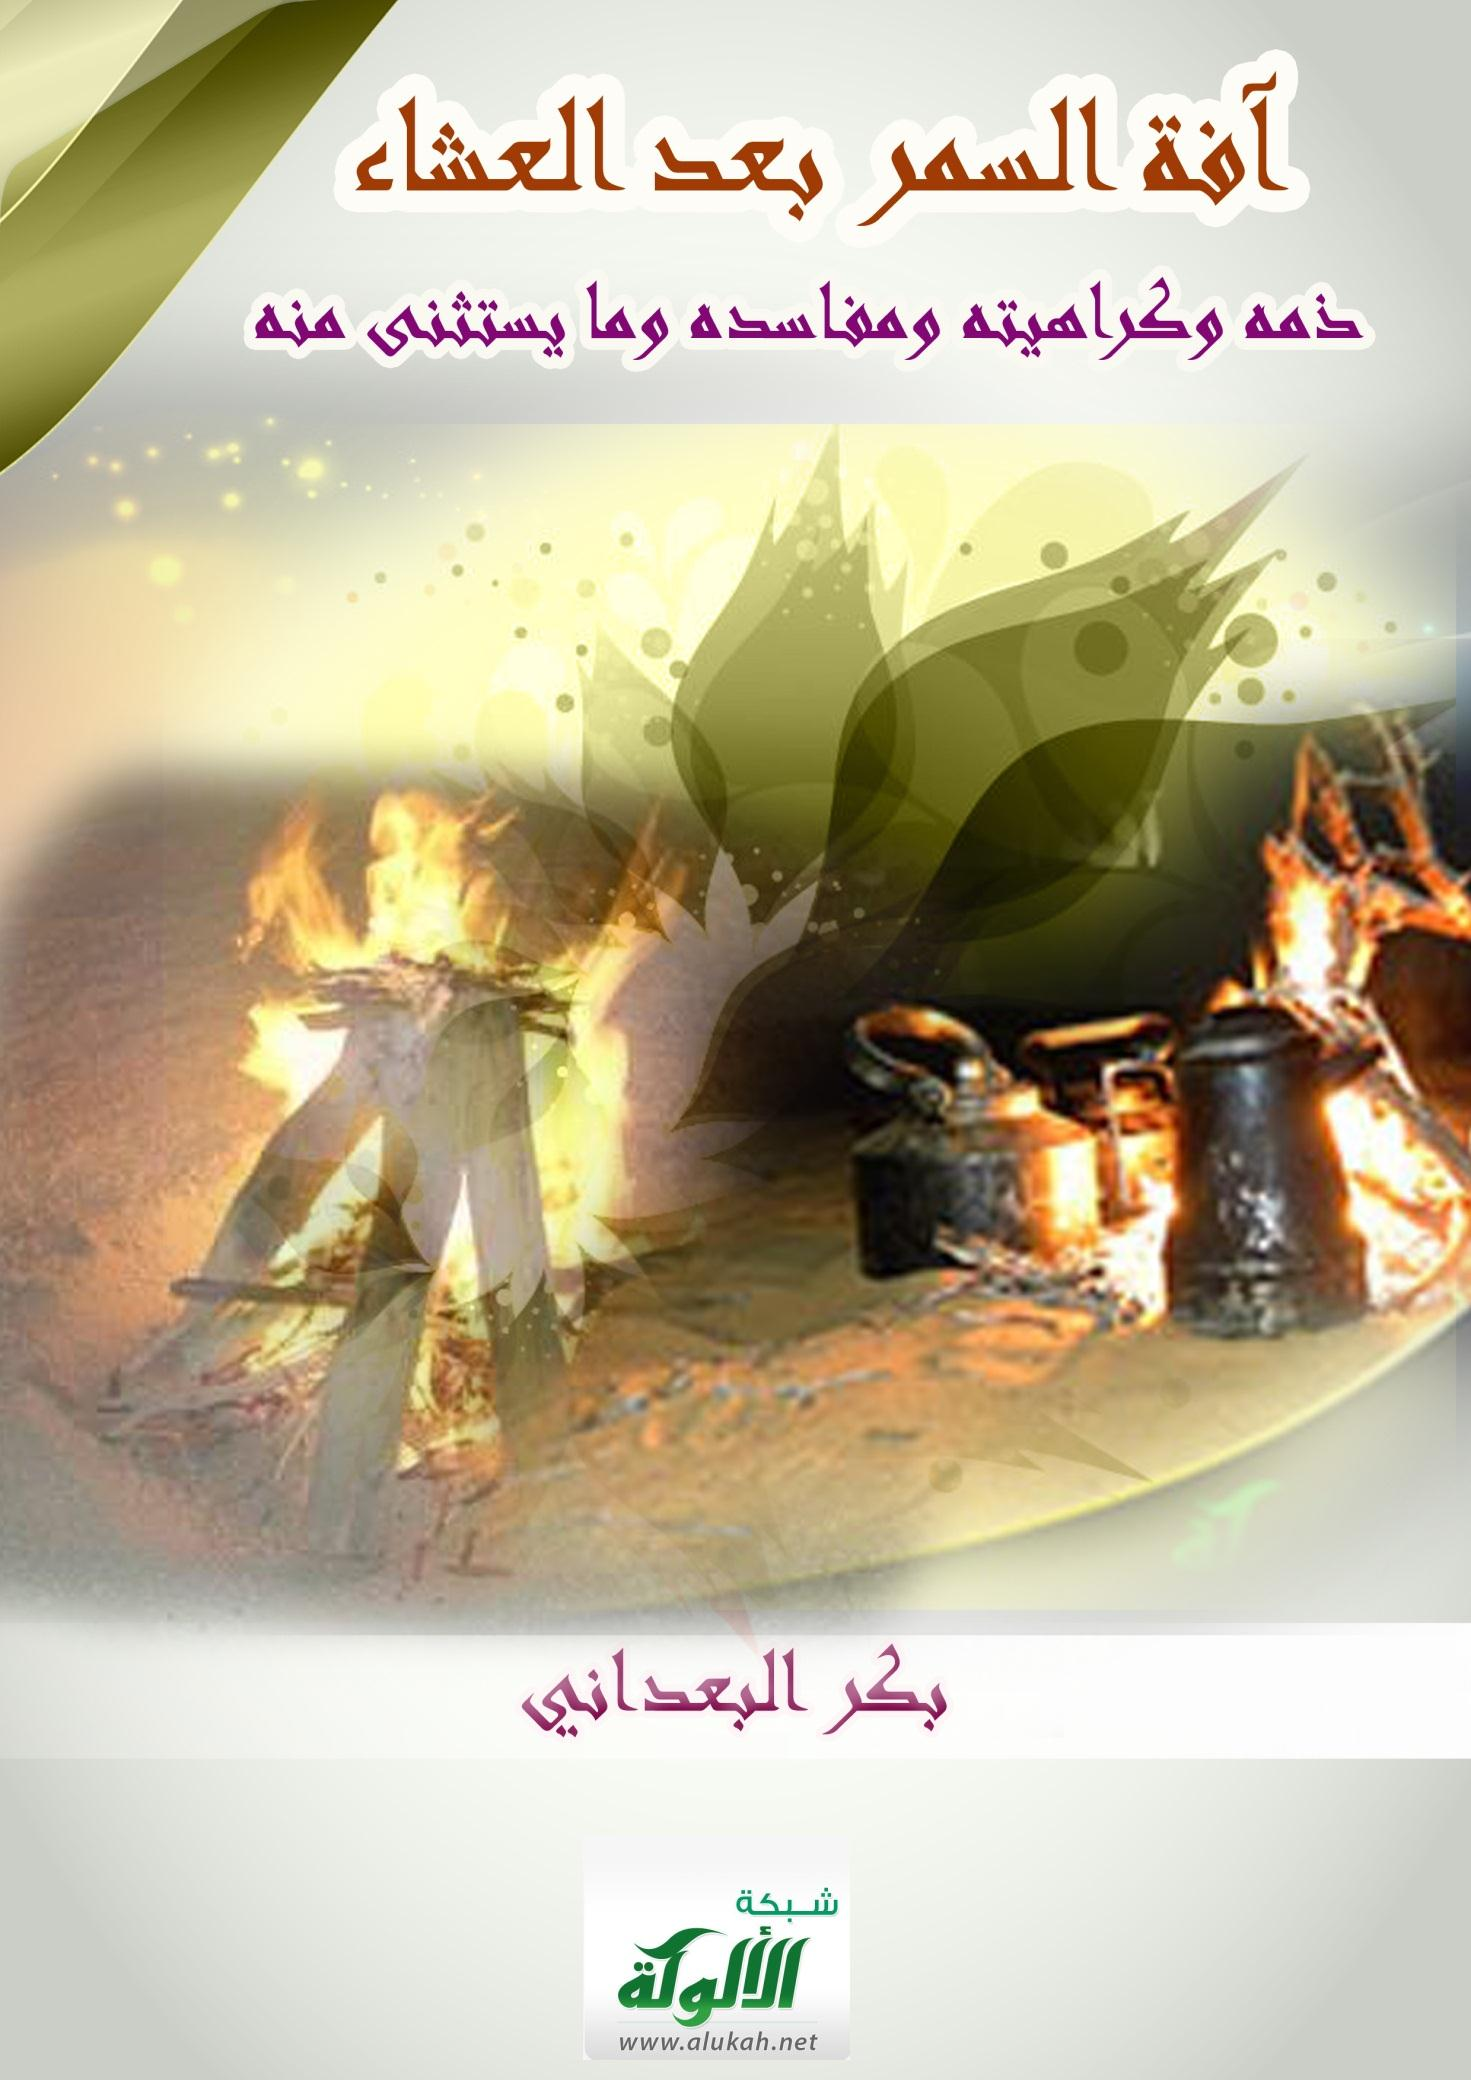 آفة السمر بعد العشاء
ذمه وكراهيته ومفاسده وما يستثنى منه
بكر البعداني
شبكة
الألوكة
www.alukah.net